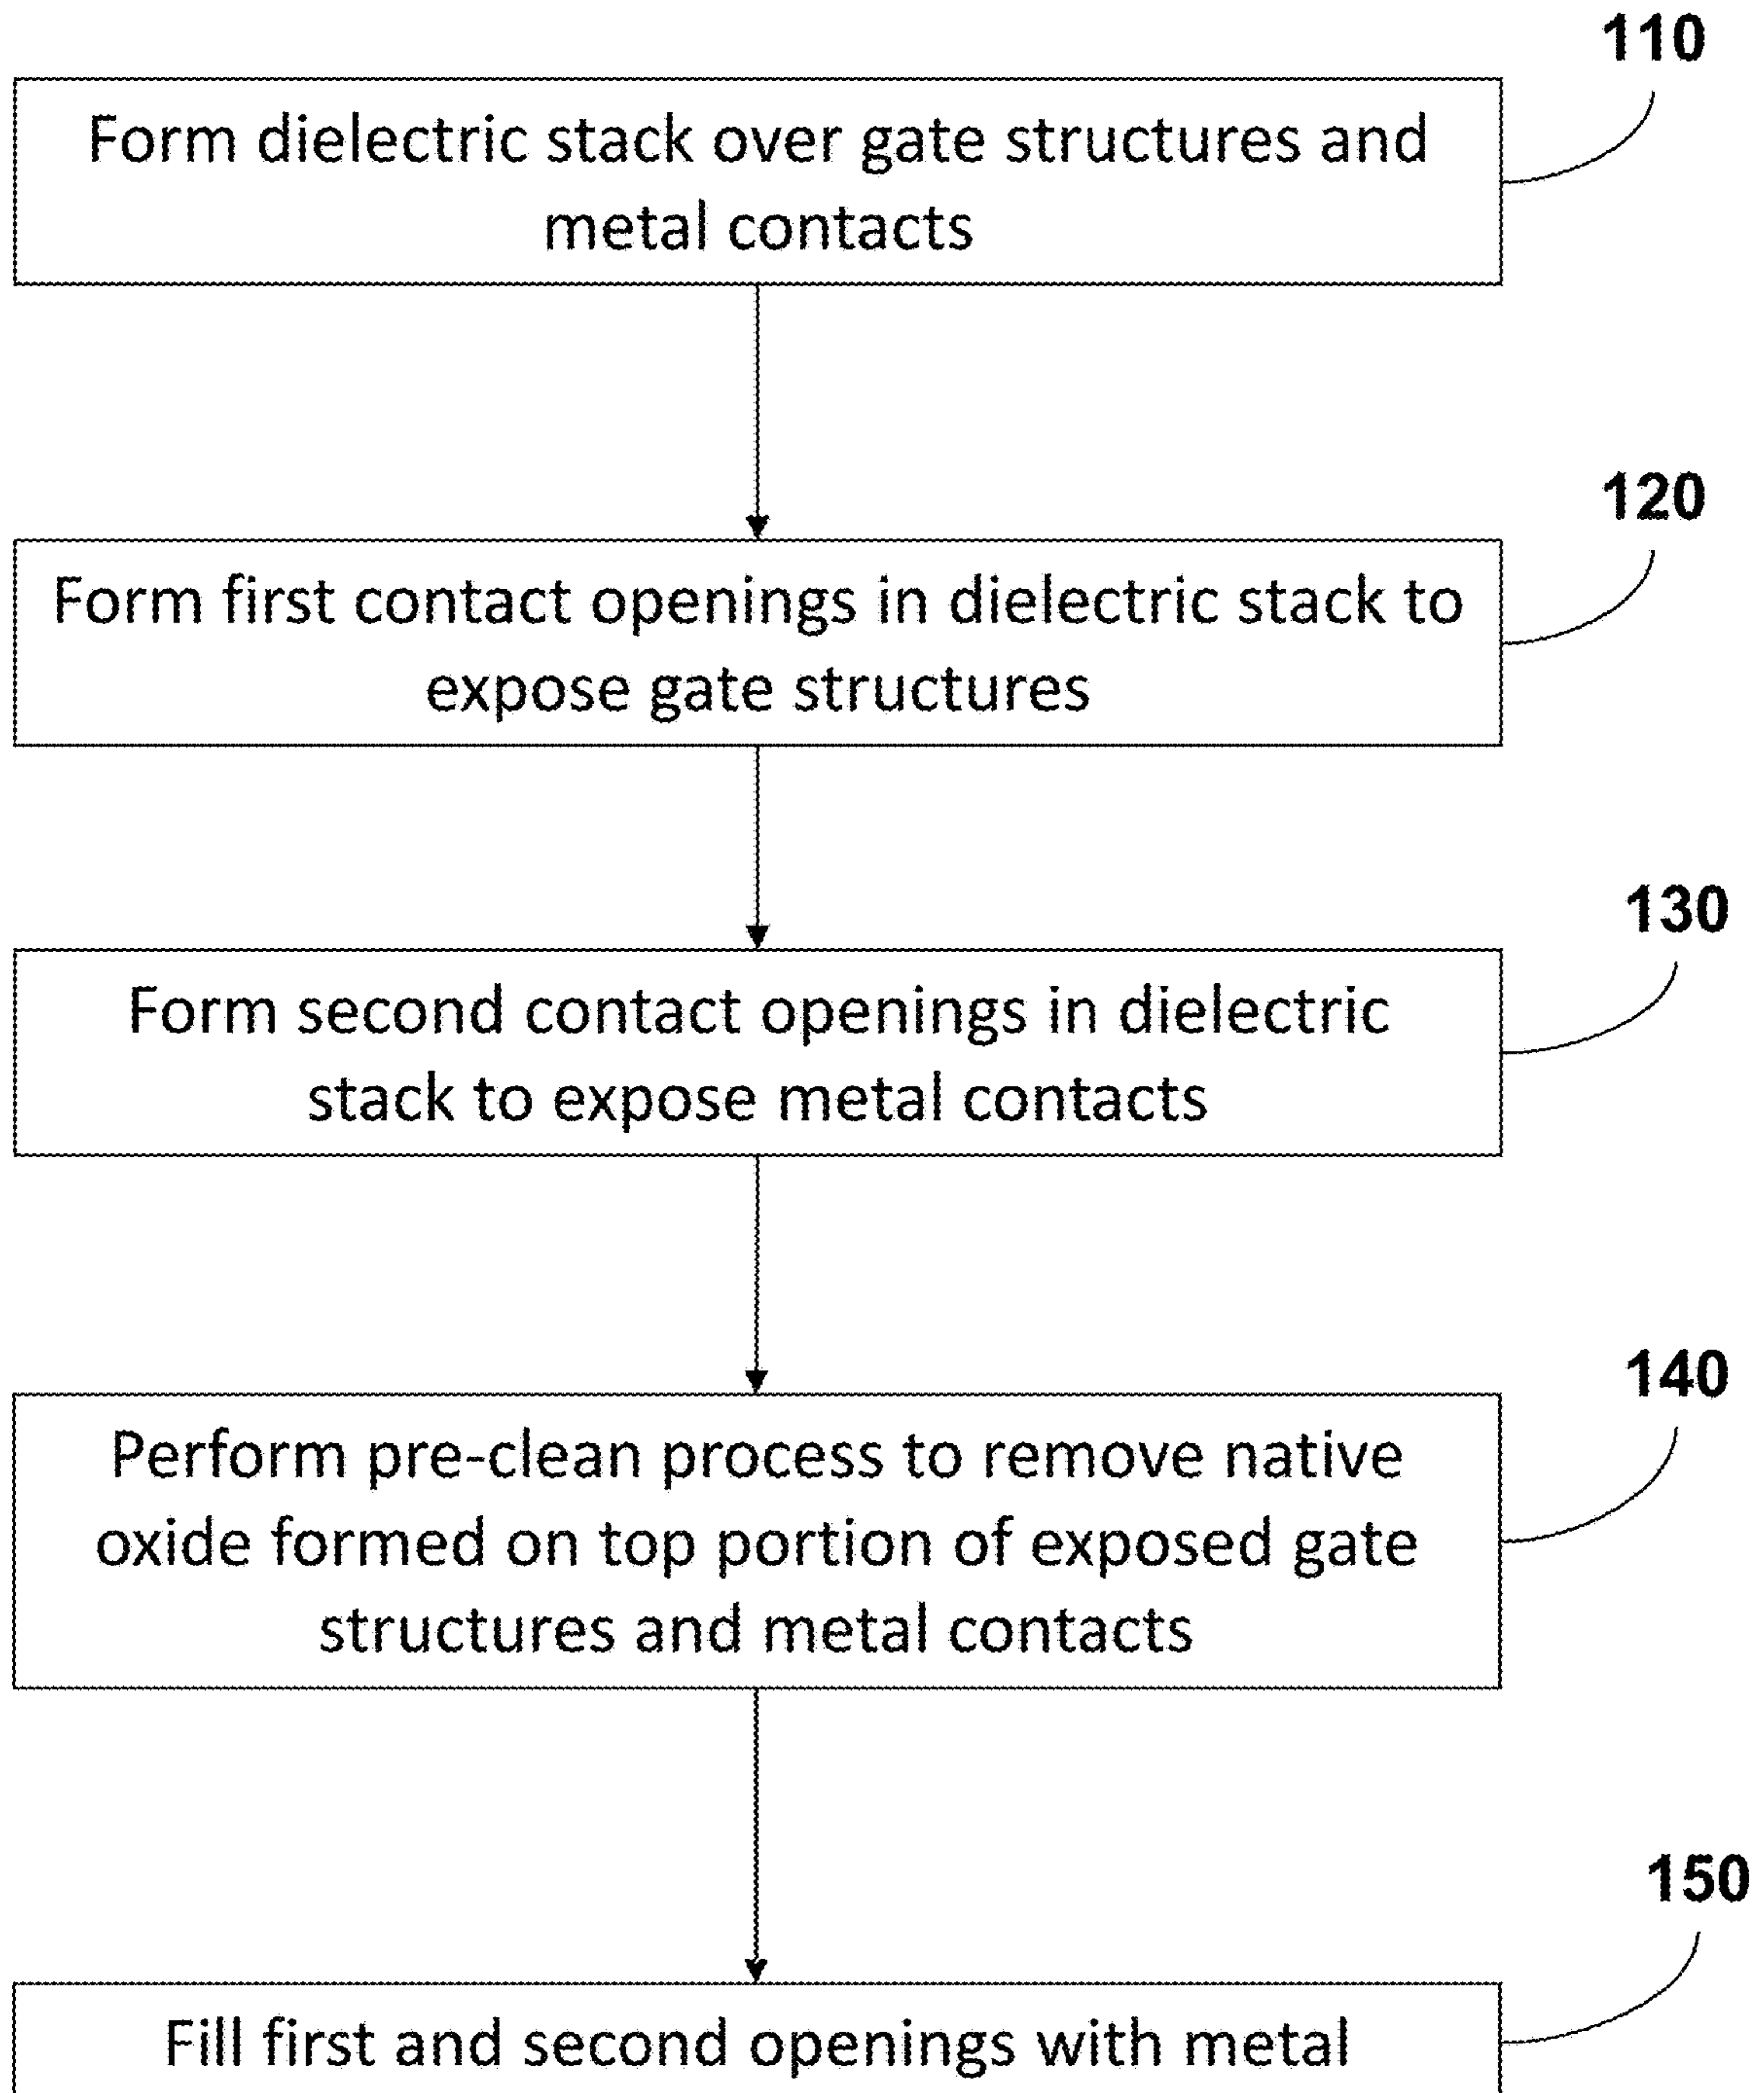 110
Form dielectric stack over gate structures and
metal contacts
120
Form first contact openings in dielectric stack to
expose gate structures
130
Form second contact openings in dielectric
stack to expose metal contacts
140
Perform pre-clean process to remove native
oxide formed on top portion of exposed gate
structures and metal contacts
150
Fill first and second openings with metal